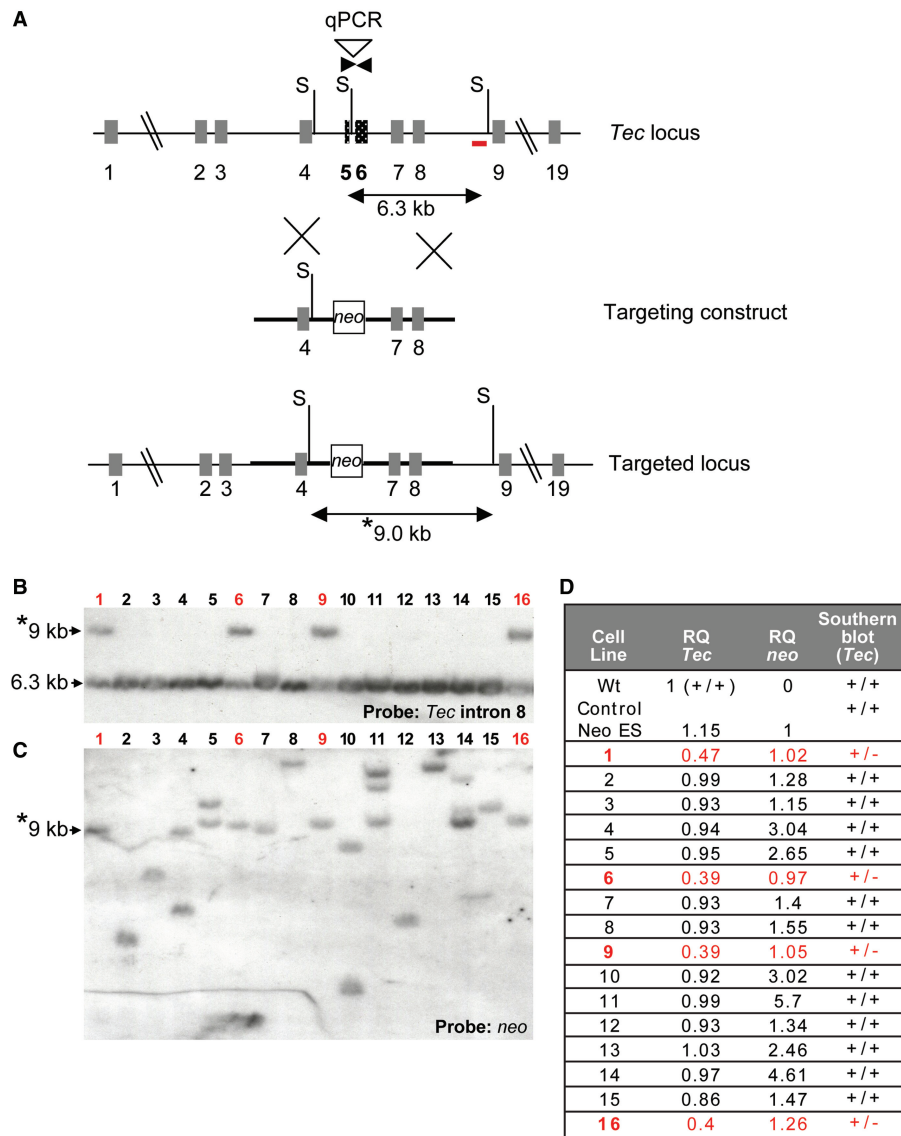 A
qPCR
S S S
Tec locus
1 2 3 4 5 6 7 8 9 19
6.3 kb
S
neo
Targeting construct
4 7 8
S S
neo
Targeted locus
1 2 3 4 7 8 9 19
*9.0 kb
B
1 2 3 4 5 6 7 8 9 10 11 12 13 14 15 16
*9 kb
6.3 kb
Probe: Tec intron 8
C
1 2 3 4 5 6 7 8 9 10 11 12 13 14 15 16
*9 kb
Probe: neo
D
Cell Line RQ Tec RQ neo Southern blot (Tec)
Wt 1 (+/+) 0 +/+
Control +/+
Neo ES 1.15 1
1 0.47 1.02 +/-
2 0.99 1.28 +/+
3 0.93 1.15 +/+
4 0.94 3.04 +/+
5 0.95 2.65 +/+
6 0.39 0.97 +/-
7 0.93 1.4 +/+
8 0.93 1.55 +/+
9 0.39 1.05 +/-
10 0.92 3.02 +/+
11 0.99 5.7 +/+
12 0.93 1.34 +/+
13 1.03 2.46 +/+
14 0.97 4.61 +/+
15 0.86 1.47 +/+
16 0.4 1.26 +/-